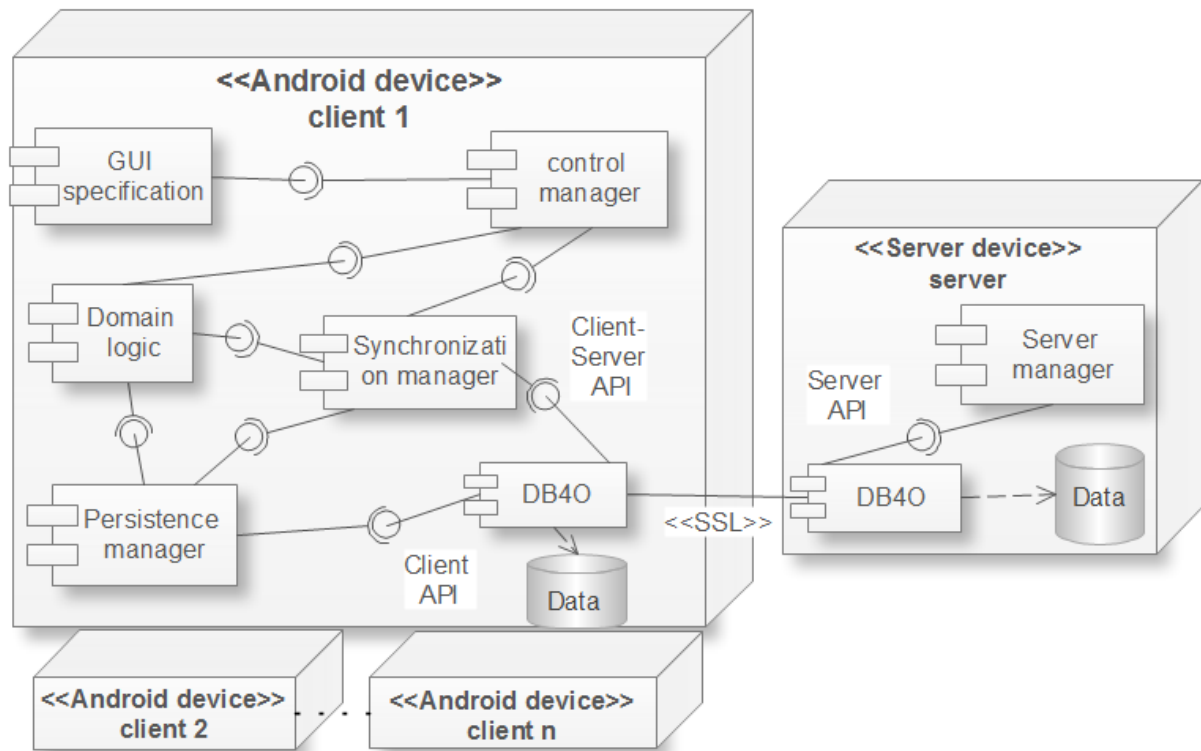 <<Android device>>
client 1
GUI
specification
control
manager
Domain
logic
Synchronizati
on manager
Client-
Server
API
Persistence
manager
DB4O
Client
API
Data
<<SSL>>
<<Server device>>
server
Server
manager
Server
API
DB4O
Data
<<Android device>>
client 2
. . . .
<<Android device>>
client n